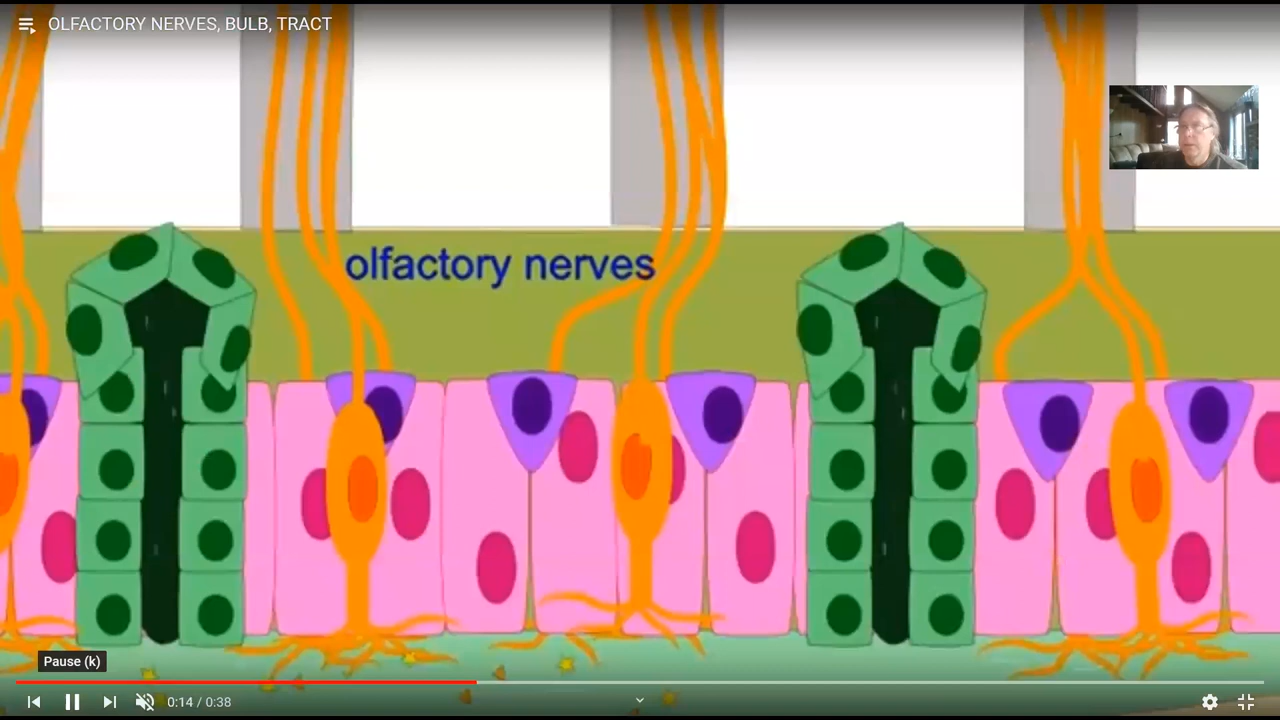 OLFACTORY NERVES, BULB, TRACT
olfactory nerves
Pause (k)
0:14 / 0:38